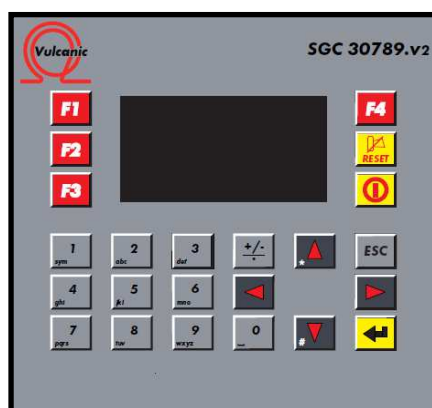 Vulcanic
SGC 30789.v2
F1
F4
F2
RESET
F3
1 sym
2 abc
3 def
+/-
.
*
ESC
4 ghi
5 jkl
6 mno
7 pqrs
8 tuv
9 wxyz
0 _
#